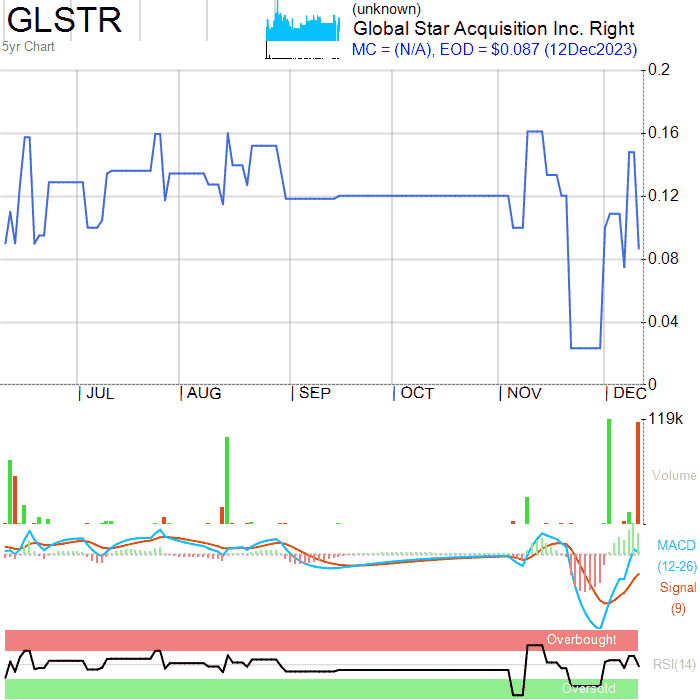 GLSTR
(unknown)
Global Star Acquisition Inc. Right
5yr Chart
MC = (N/A), EOD = $0.087 (12Dec2023)
0.2
0.16
0.12
0.08
0.04
0
JUL AUG SEP OCT NOV DEC
119k
Volume
MACD
(12-26)
Signal
(9)
Overbought
RSI(14)
Oversold